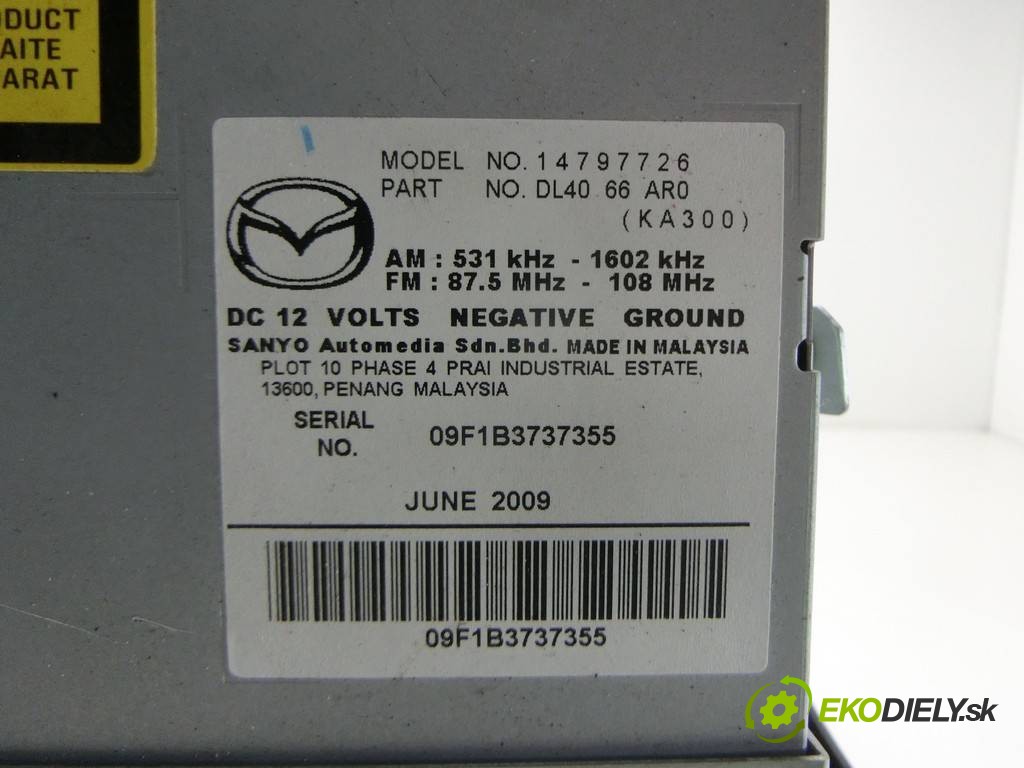 ODUCT
AITE
ARAT
MODEL NO. 14797726
PART NO. DL40 66 AR0
(KA300)
AM : 531 kHz - 1602 kHz
FM : 87.5 MHz - 108 MHz
DC 12 VOLTS NEGATIVE GROUND
SANYO Automedia Sdn.Bhd. MADE IN MALAYSIA
PLOT 10 PHASE 4 PRAI INDUSTRIAL ESTATE,
13600, PENANG MALAYSIA
SERIAL NO. 09F1B3737355
JUNE 2009
09F1B3737355
EKODIELY.sk